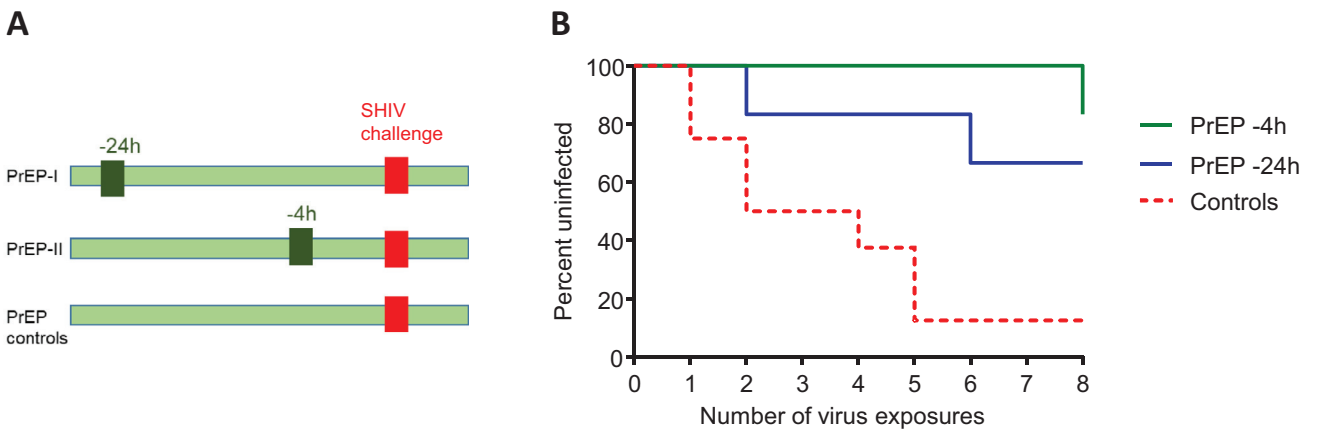 A
SHIV
challenge
-24h
PrEP-I
-4h
PrEP-II
PrEP
controls
B
Percent uninfected
100
80
60
40
20
0
0 1 2 3 4 5 6 7 8
Number of virus exposures
PrEP -4h
PrEP -24h
Controls